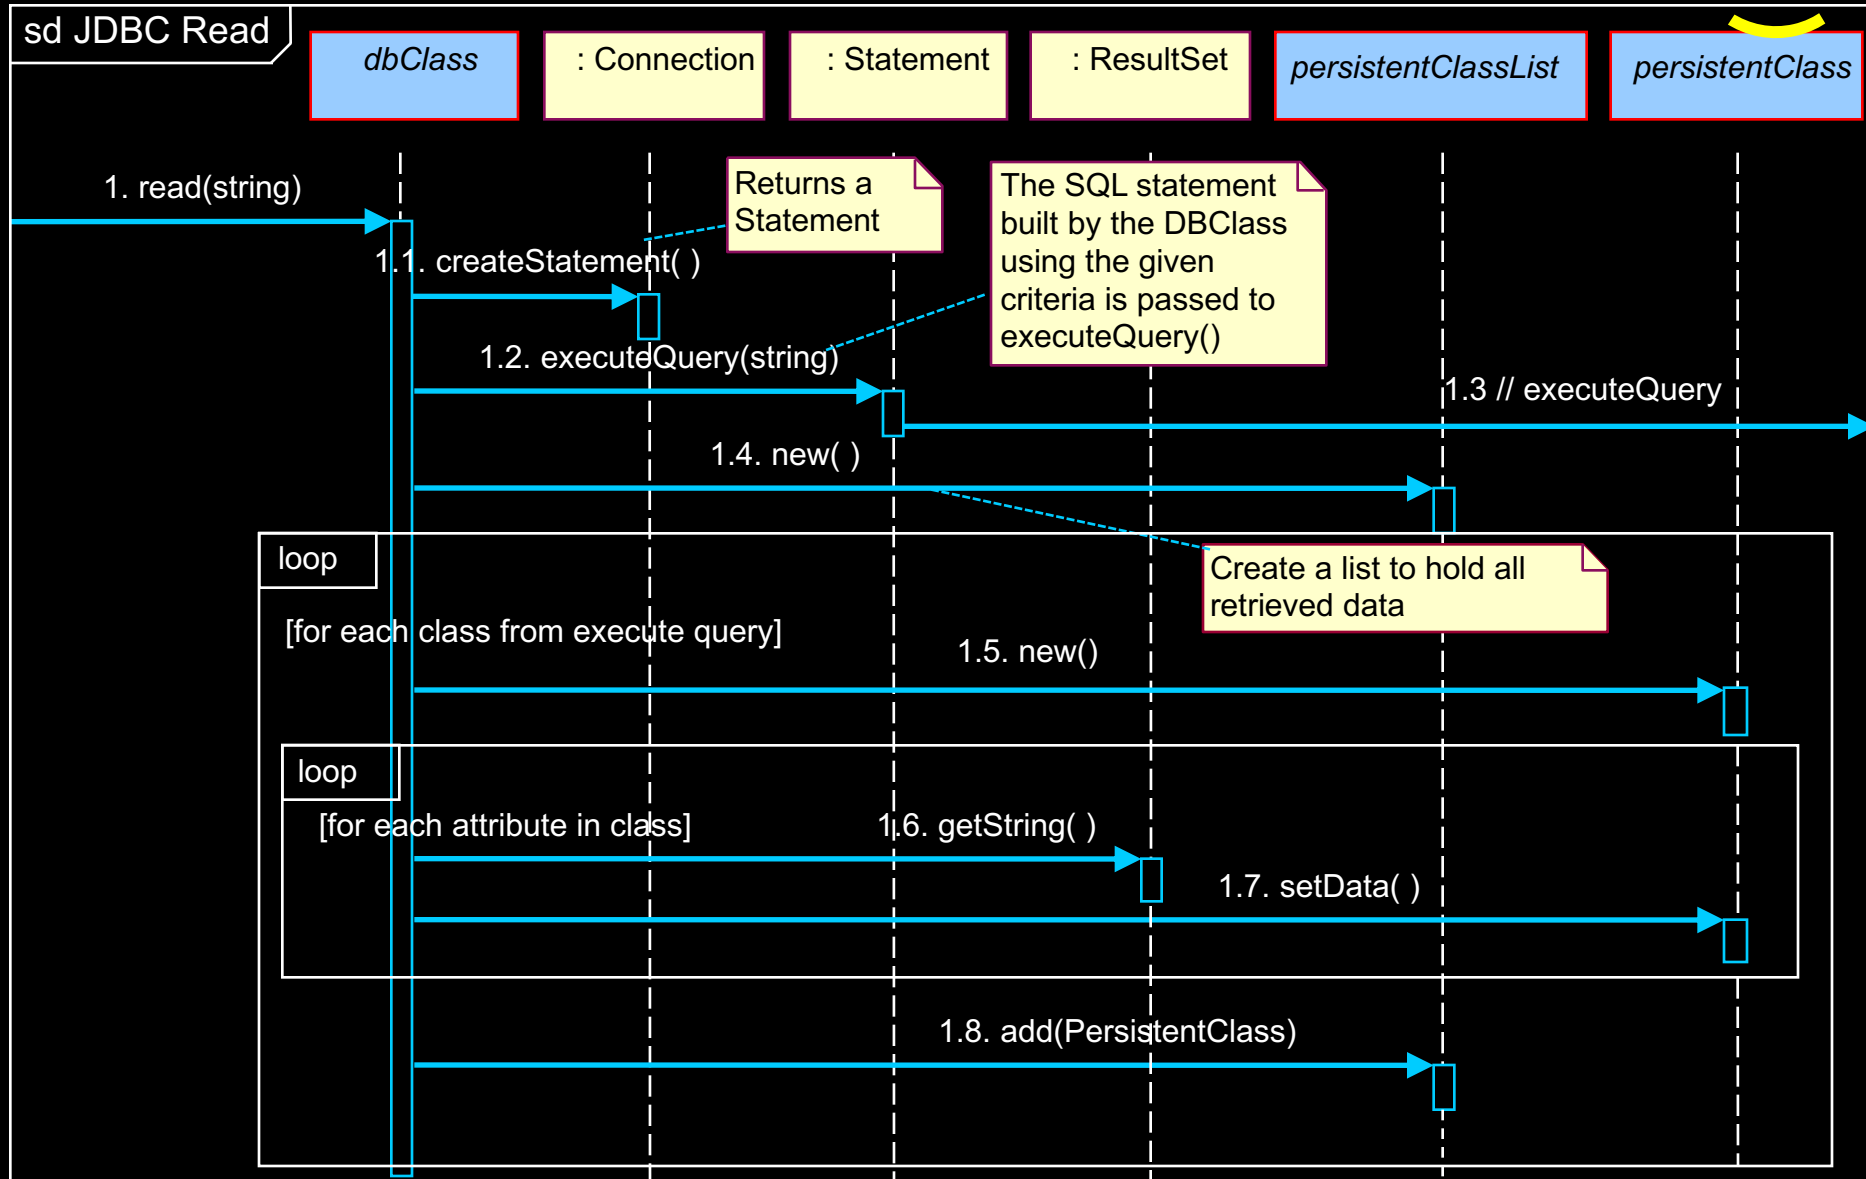 sd JDBC Read
dbClass
: Connection
: Statement
: ResultSet
persistentClassList
persistentClass
1. read(string)
Returns a
Statement
The SQL statement
built by the DBClass
using the given
criteria is passed to
executeQuery()
1.1. createStatement( )
1.2. executeQuery(string)
1.3 // executeQuery
1.4. new( )
loop
Create a list to hold all
retrieved data
[for each class from execute query]
1.5. new()
loop
[for each attribute in class]
1.6. getString( )
1.7. setData( )
1.8. add(PersistentClass)